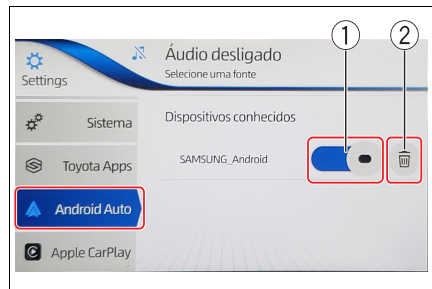 1
2
Áudio desligado
Selecione uma fonte
Settings
Dispositivos conhecidos
Sistema
SAMSUNG_Android
Toyota Apps
Android Auto
Apple CarPlay